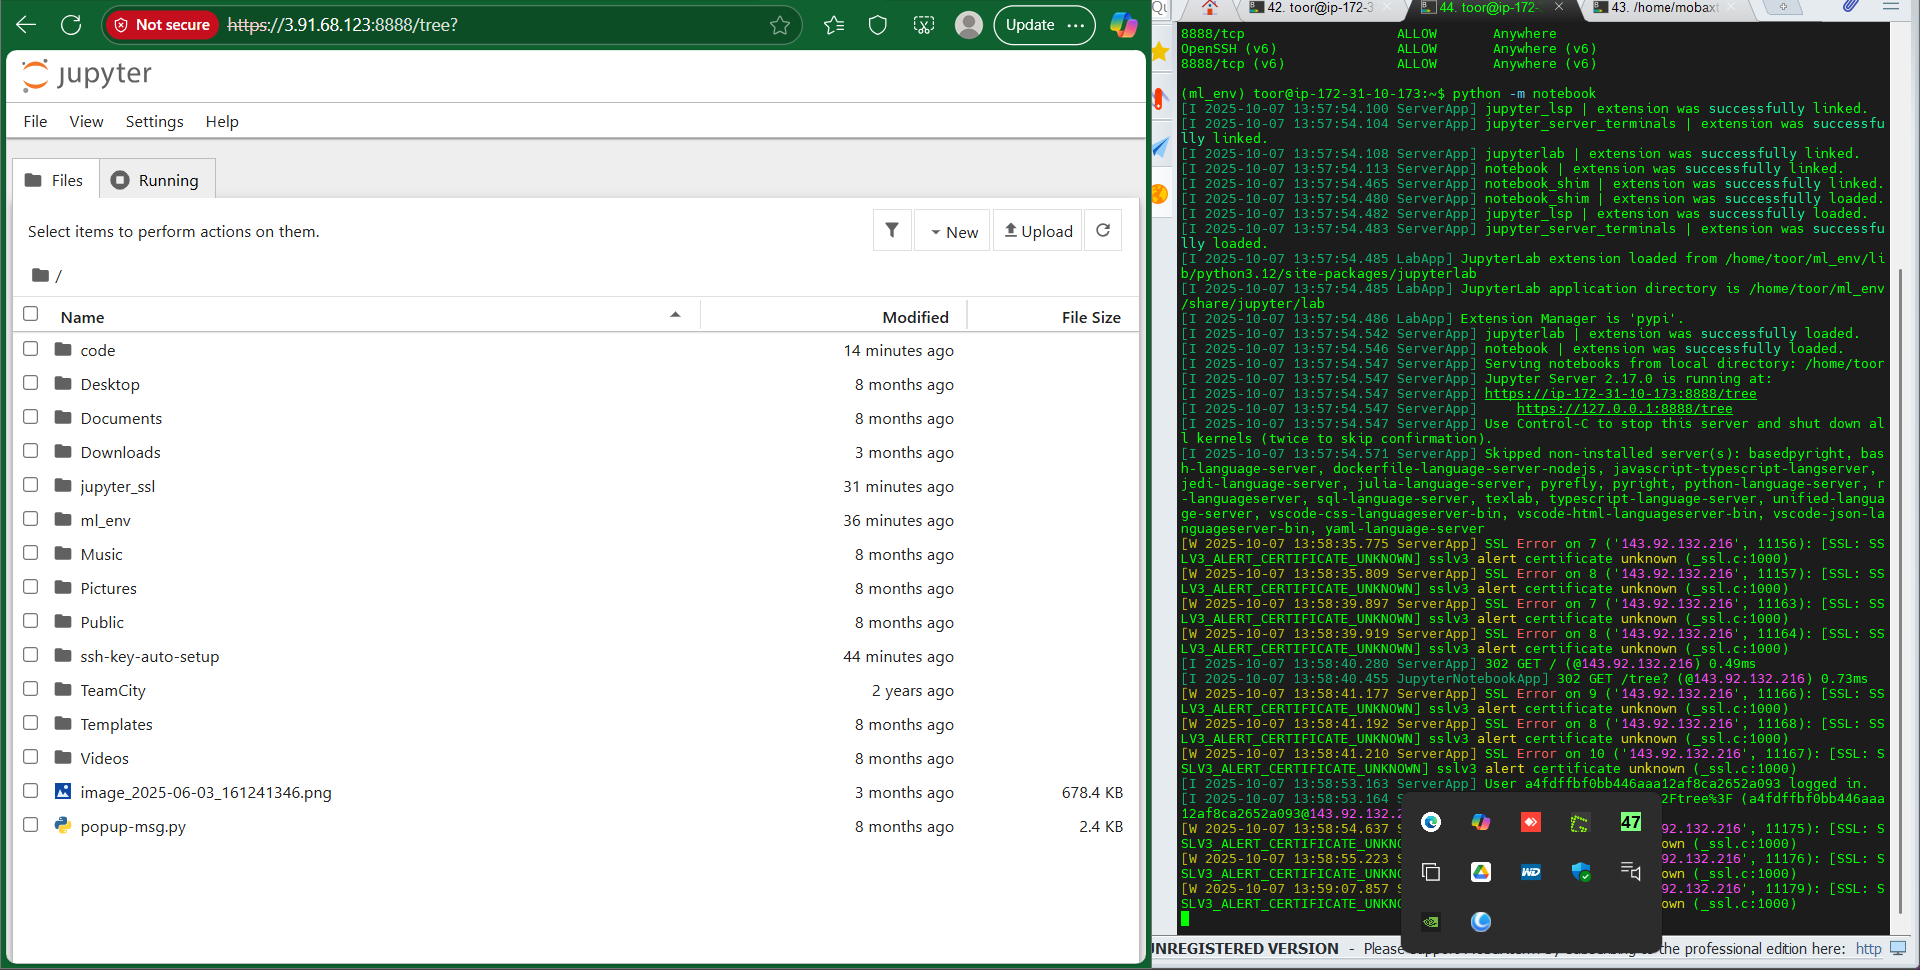 Not secure https://3.91.68.123:8888/tree? Update
jupyter
File View Settings Help
Files Running
Select items to perform actions on them. New Upload
/
Name Modified File Size
code 14 minutes ago
Desktop 8 months ago
Documents 8 months ago
Downloads 3 months ago
jupyter_ssl 31 minutes ago
ml_env 36 minutes ago
Music 8 months ago
Pictures 8 months ago
Public 8 months ago
ssh-key-auto-setup 44 minutes ago
TeamCity 2 years ago
Templates 8 months ago
Videos 8 months ago
image_2025-06-03_161241346.png 3 months ago 678.4 KB
popup-msg.py 8 months ago 2.4 KB
Qu 42. toor@ip-172-3 44. toor@ip-172- 43. /home/mobaxt
8888/tcp ALLOW Anywhere
OpenSSH (v6) ALLOW Anywhere (v6)
8888/tcp (v6) ALLOW Anywhere (v6)
(ml_env) toor@ip-172-31-10-173:~$ python -m notebook
[I 2025-10-07 13:57:54.100 ServerApp] jupyter_lsp | extension was successfully linked.
[I 2025-10-07 13:57:54.104 ServerApp] jupyter_server_terminals | extension was successfu
lly linked.
[I 2025-10-07 13:57:54.108 ServerApp] jupyterlab | extension was successfully linked.
[I 2025-10-07 13:57:54.113 ServerApp] notebook | extension was successfully linked.
[I 2025-10-07 13:57:54.465 ServerApp] notebook_shim | extension was successfully linked.
[I 2025-10-07 13:57:54.480 ServerApp] notebook_shim | extension was successfully loaded.
[I 2025-10-07 13:57:54.482 ServerApp] jupyter_lsp | extension was successfully loaded.
[I 2025-10-07 13:57:54.483 ServerApp] jupyter_server_terminals | extension was successfu
lly loaded.
[I 2025-10-07 13:57:54.485 LabApp] JupyterLab extension loaded from /home/toor/ml_env/li
b/python3.12/site-packages/jupyterlab
[I 2025-10-07 13:57:54.485 LabApp] JupyterLab application directory is /home/toor/ml_env
/share/jupyter/lab
[I 2025-10-07 13:57:54.486 LabApp] Extension Manager is 'pypi'.
[I 2025-10-07 13:57:54.542 ServerApp] jupyterlab | extension was successfully loaded.
[I 2025-10-07 13:57:54.546 ServerApp] notebook | extension was successfully loaded.
[I 2025-10-07 13:57:54.547 ServerApp] Serving notebooks from local directory: /home/toor
[I 2025-10-07 13:57:54.547 ServerApp] Jupyter Server 2.17.0 is running at:
[I 2025-10-07 13:57:54.547 ServerApp] https://ip-172-31-10-173:8888/tree
[I 2025-10-07 13:57:54.547 ServerApp] https://127.0.0.1:8888/tree
[I 2025-10-07 13:57:54.547 ServerApp] Use Control-C to stop this server and shut down al
l kernels (twice to skip confirmation).
[I 2025-10-07 13:57:54.571 ServerApp] Skipped non-installed server(s): basedpyright, bas
h-language-server, dockerfile-language-server-nodejs, javascript-typescript-langserver,
jedi-language-server, julia-language-server, pyrefly, pyright, python-language-server, r
-languageserver, sql-language-server, texlab, typescript-language-server, unified-langua
ge-server, vscode-css-languageserver-bin, vscode-html-languageserver-bin, vscode-json-la
nguageserver-bin, yaml-language-server
[W 2025-10-07 13:58:35.775 ServerApp] SSL Error on 7 ('143.92.132.216', 11156): [SSL: SS
LV3_ALERT_CERTIFICATE_UNKNOWN] sslv3 alert certificate unknown (_ssl.c:1000)
[W 2025-10-07 13:58:35.809 ServerApp] SSL Error on 8 ('143.92.132.216', 11157): [SSL: SS
LV3_ALERT_CERTIFICATE_UNKNOWN] sslv3 alert certificate unknown (_ssl.c:1000)
[W 2025-10-07 13:58:39.897 ServerApp] SSL Error on 7 ('143.92.132.216', 11163): [SSL: SS
LV3_ALERT_CERTIFICATE_UNKNOWN] sslv3 alert certificate unknown (_ssl.c:1000)
[W 2025-10-07 13:58:39.919 ServerApp] SSL Error on 8 ('143.92.132.216', 11164): [SSL: SS
LV3_ALERT_CERTIFICATE_UNKNOWN] sslv3 alert certificate unknown (_ssl.c:1000)
[I 2025-10-07 13:58:40.280 ServerApp] 302 GET / (@143.92.132.216) 0.49ms
[I 2025-10-07 13:58:40.455 JupyterNotebookApp] 302 GET /tree? (@143.92.132.216) 0.73ms
[W 2025-10-07 13:58:41.177 ServerApp] SSL Error on 9 ('143.92.132.216', 11166): [SSL: SS
LV3_ALERT_CERTIFICATE_UNKNOWN] sslv3 alert certificate unknown (_ssl.c:1000)
[W 2025-10-07 13:58:41.192 ServerApp] SSL Error on 8 ('143.92.132.216', 11168): [SSL: SS
LV3_ALERT_CERTIFICATE_UNKNOWN] sslv3 alert certificate unknown (_ssl.c:1000)
[W 2025-10-07 13:58:41.210 ServerApp] SSL Error on 10 ('143.92.132.216', 11167): [SSL: S
SLV3_ALERT_CERTIFICATE_UNKNOWN] sslv3 alert certificate unknown (_ssl.c:1000)
[I 2025-10-07 13:58:53.163 ServerApp] User a4fdffbf0bb446aaa12af8ca2652a093 logged in.
[I 2025-10-07 13:58:53.164 S 2Ftree%3F (a4fdffbf0bb446aaa
12af8ca2652a093@143.92.132.2
[W 2025-10-07 13:58:54.637 S 92.132.216', 11175): [SSL: S
SLV3_ALERT_CERTIFICATE_UNKNO own (_ssl.c:1000)
[W 2025-10-07 13:58:55.223 S 92.132.216', 11176): [SSL: S
SLV3_ALERT_CERTIFICATE_UNKNO own (_ssl.c:1000)
[W 2025-10-07 13:59:07.857 S 92.132.216', 11179): [SSL: S
SLV3_ALERT_CERTIFICATE_UNKNO own (_ssl.c:1000)
47
WD
UNREGISTERED VERSION - Please the professional edition here: http